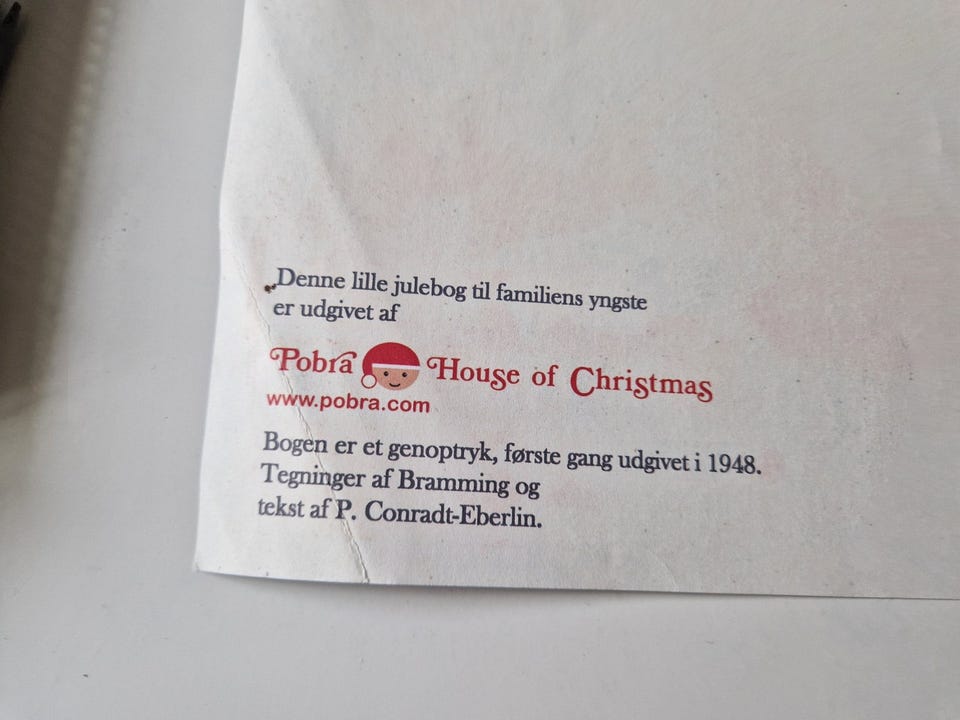 Denne lille julebog til familiens yngste
er udgivet af
Pobra House of Christmas
www.pobra.com
Bogen er et genoptryk, første gang udgivet i 1948.
Tegninger af Bramming og
tekst af P. Conradt-Eberlin.